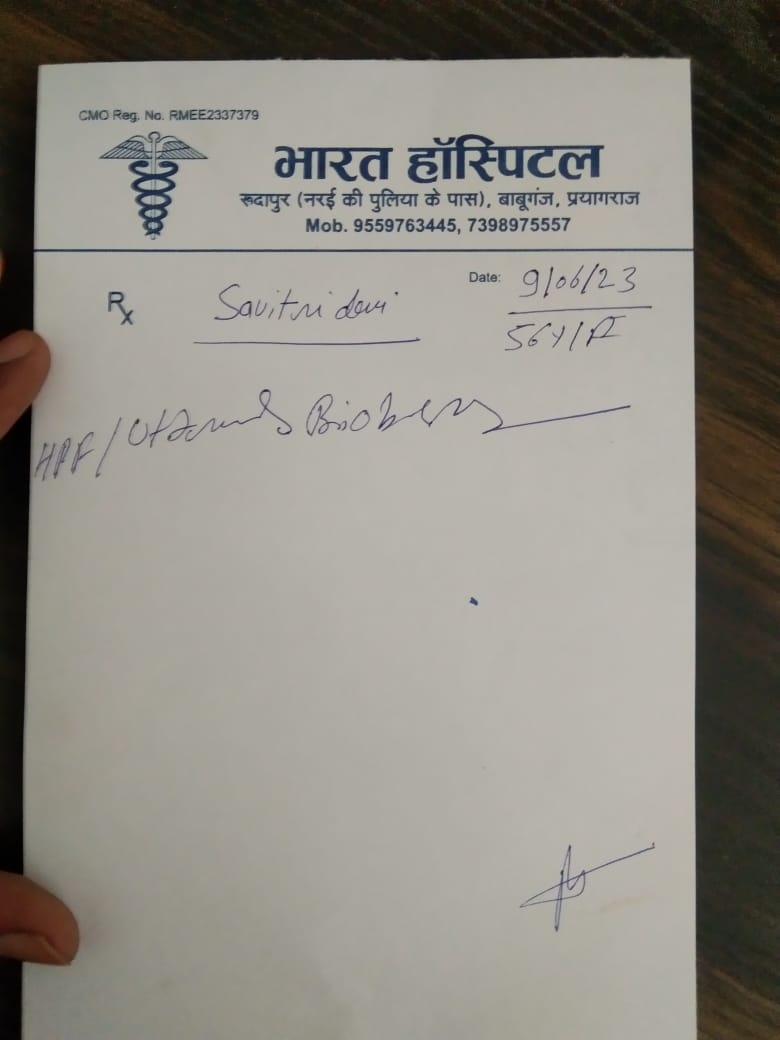 CMO Reg. No. RMEE2337379
भारत हॉस्पिटल
रूदापुर (नरई की पुलिया के पास), बाबूगंज, प्रयागराज
Mob. 9559763445, 7398975557
Rx Savitri devi Date: 9/06/23
56Y/F